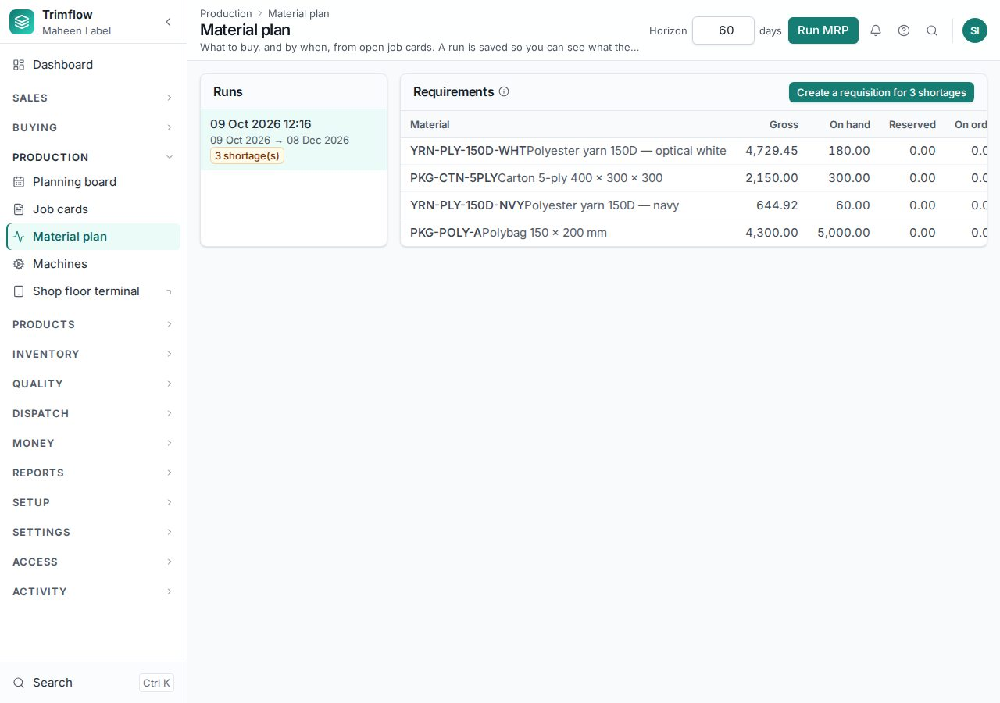 Trimflow
Maheen Label
Dashboard
SALES
BUYING
PRODUCTION
Planning board
Job cards
Material plan
Machines
Shop floor terminal
PRODUCTS
INVENTORY
QUALITY
DISPATCH
MONEY
REPORTS
SETUP
SETTINGS
ACCESS
ACTIVITY
Search Ctrl K
Production Material plan
Material plan
What to buy, and by when, from open job cards. A run is saved so you can see what the...
Horizon 60 days Run MRP SI
Runs
09 Oct 2026 12:16
09 Oct 2026 → 08 Dec 2026
3 shortage(s)
Requirements Create a requisition for 3 shortages
Material Gross On hand Reserved On ord
YRN-PLY-150D-WHTPolyester yarn 150D — optical white 4,729.45 180.00 0.00 0.0
PKG-CTN-5PLYCarton 5-ply 400 × 300 × 300 2,150.00 300.00 0.00 0.0
YRN-PLY-150D-NVYPolyester yarn 150D — navy 644.92 60.00 0.00 0.0
PKG-POLY-APolybag 150 × 200 mm 4,300.00 5,000.00 0.00 0.0